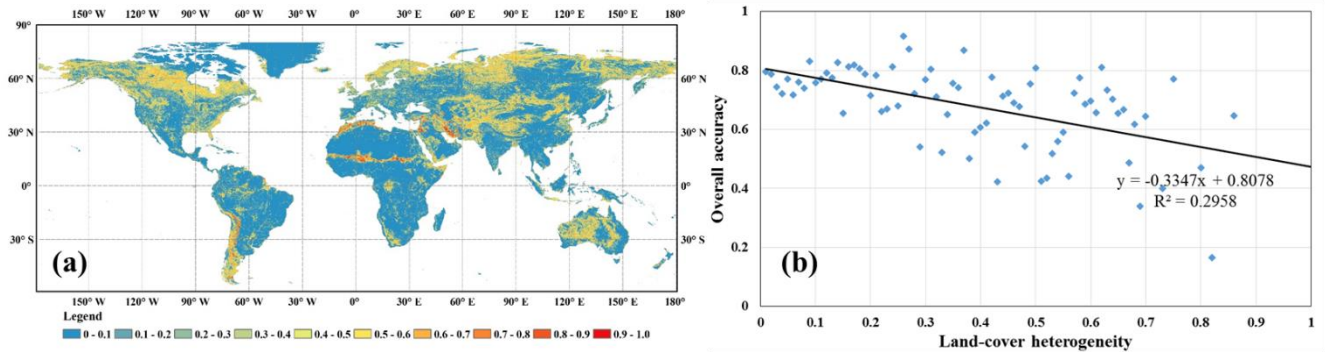 150° W 120° W 90° W 60° W 30° W 0° 30° E 60° E 90° E 120° E 150° E 180°
90°
60° N
30° N
0°
30° S
60° N
30° N
0°
30° S
(a)
150° W 120° W 90° W 60° W 30° W 0° 30° E 60° E 90° E 120° E 150° E 180°
Legend
0 - 0.1 0.1 - 0.2 0.2 - 0.3 0.3 - 0.4 0.4 - 0.5 0.5 - 0.6 0.6 - 0.7 0.7 - 0.8 0.8 - 0.9 0.9 - 1.0
Overall accuracy
1
0.8
0.6
0.4
0.2
0
y = -0.3347x + 0.8078
R² = 0.2958
(b)
0 0.1 0.2 0.3 0.4 0.5 0.6 0.7 0.8 0.9 1
Land-cover heterogeneity